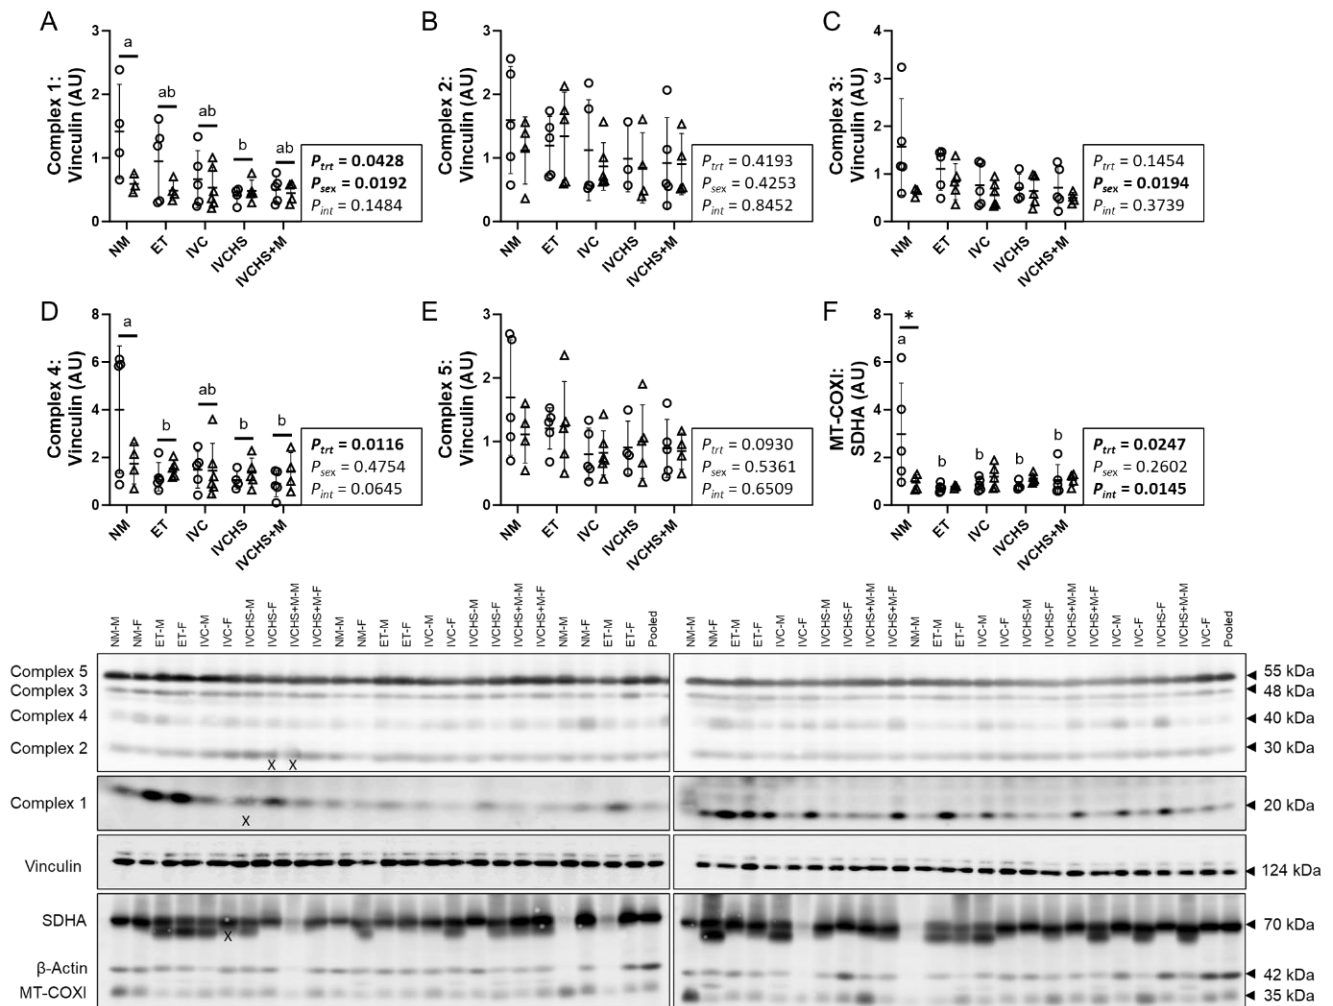 A
B
C
Complex 1:
Vinculin (AU)
3
2
1
0
a
ab
ab
b
ab
NM
ET
IVC
IVCHS
IVCHS+M
Ptrt = 0.0428
Psex = 0.0192
Pint = 0.1484
Complex 2:
Vinculin (AU)
3
2
1
0
NM
ET
IVC
IVCHS
IVCHS+M
Ptrt = 0.4193
Psex = 0.4253
Pint = 0.8452
Complex 3:
Vinculin (AU)
4
3
2
1
0
NM
ET
IVC
IVCHS
IVCHS+M
Ptrt = 0.1454
Psex = 0.0194
Pint = 0.3739
D
E
F
Complex 4:
Vinculin (AU)
8
6
4
2
0
a
b
ab
b
b
NM
ET
IVC
IVCHS
IVCHS+M
Ptrt = 0.0116
Psex = 0.4754
Pint = 0.0645
Complex 5:
Vinculin (AU)
3
2
1
0
NM
ET
IVC
IVCHS
IVCHS+M
Ptrt = 0.0930
Psex = 0.5361
Pint = 0.6509
MT-COXI:
SDHA (AU)
8
6
4
2
0
*
a
b
b
b
b
NM
ET
IVC
IVCHS
IVCHS+M
Ptrt = 0.0247
Psex = 0.2602
Pint = 0.0145
NM-M
NM-F
ET-M
ET-F
IVC-M
IVC-F
IVCHS-M
IVCHS-F
IVCHS+M-M
IVCHS+M-F
NM-M
NM-F
ET-M
ET-F
IVC-M
IVC-F
IVCHS-M
IVCHS-F
IVCHS+M-M
IVCHS+M-F
NM-M
NM-F
ET-M
ET-F
Pooled
NM-M
NM-F
ET-M
ET-F
IVC-M
IVC-F
IVCHS-M
IVCHS-F
IVCHS+M-M
IVCHS+M-F
NM-M
ET-M
ET-F
IVC-M
IVC-F
IVCHS-M
IVCHS-F
IVCHS+M-M
IVCHS+M-F
IVC-M
IVC-F
IVCHS-F
IVCHS+M-M
IVC-F
Pooled
Complex 5
Complex 3
Complex 4
Complex 2
X X
55 kDa
48 kDa
40 kDa
30 kDa
Complex 1
X
20 kDa
Vinculin
124 kDa
SDHA
X
70 kDa
β-Actin
42 kDa
MT-COXI
35 kDa